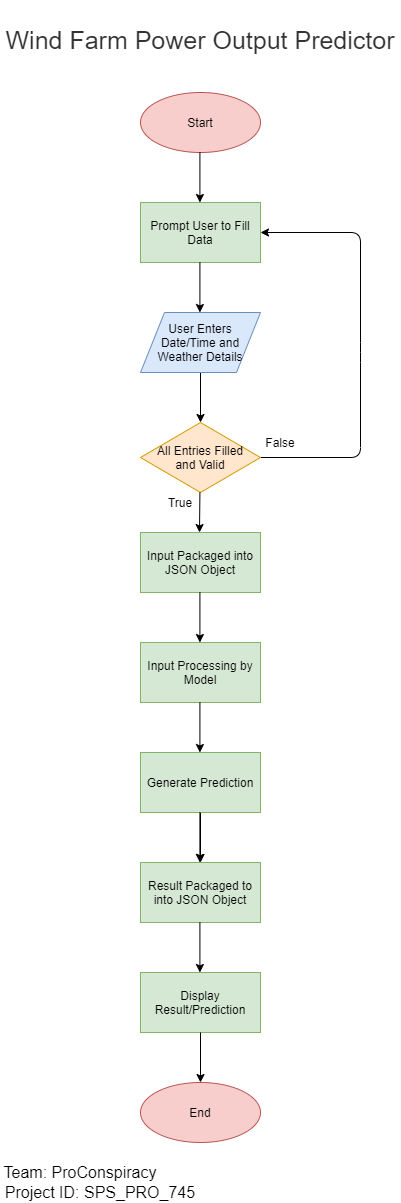 Wind Farm Power Output Predictor
Start
Prompt User to Fill
Data
User Enters
Date/Time and
Weather Details
All Entries Filled
and Valid
False
True
Input Packaged into
JSON Object
Input Processing by
Model
Generate Prediction
Result Packaged to
into JSON Object
Display
Result/Prediction
End
Team: ProConspiracy
Project ID: SPS_PRO_745